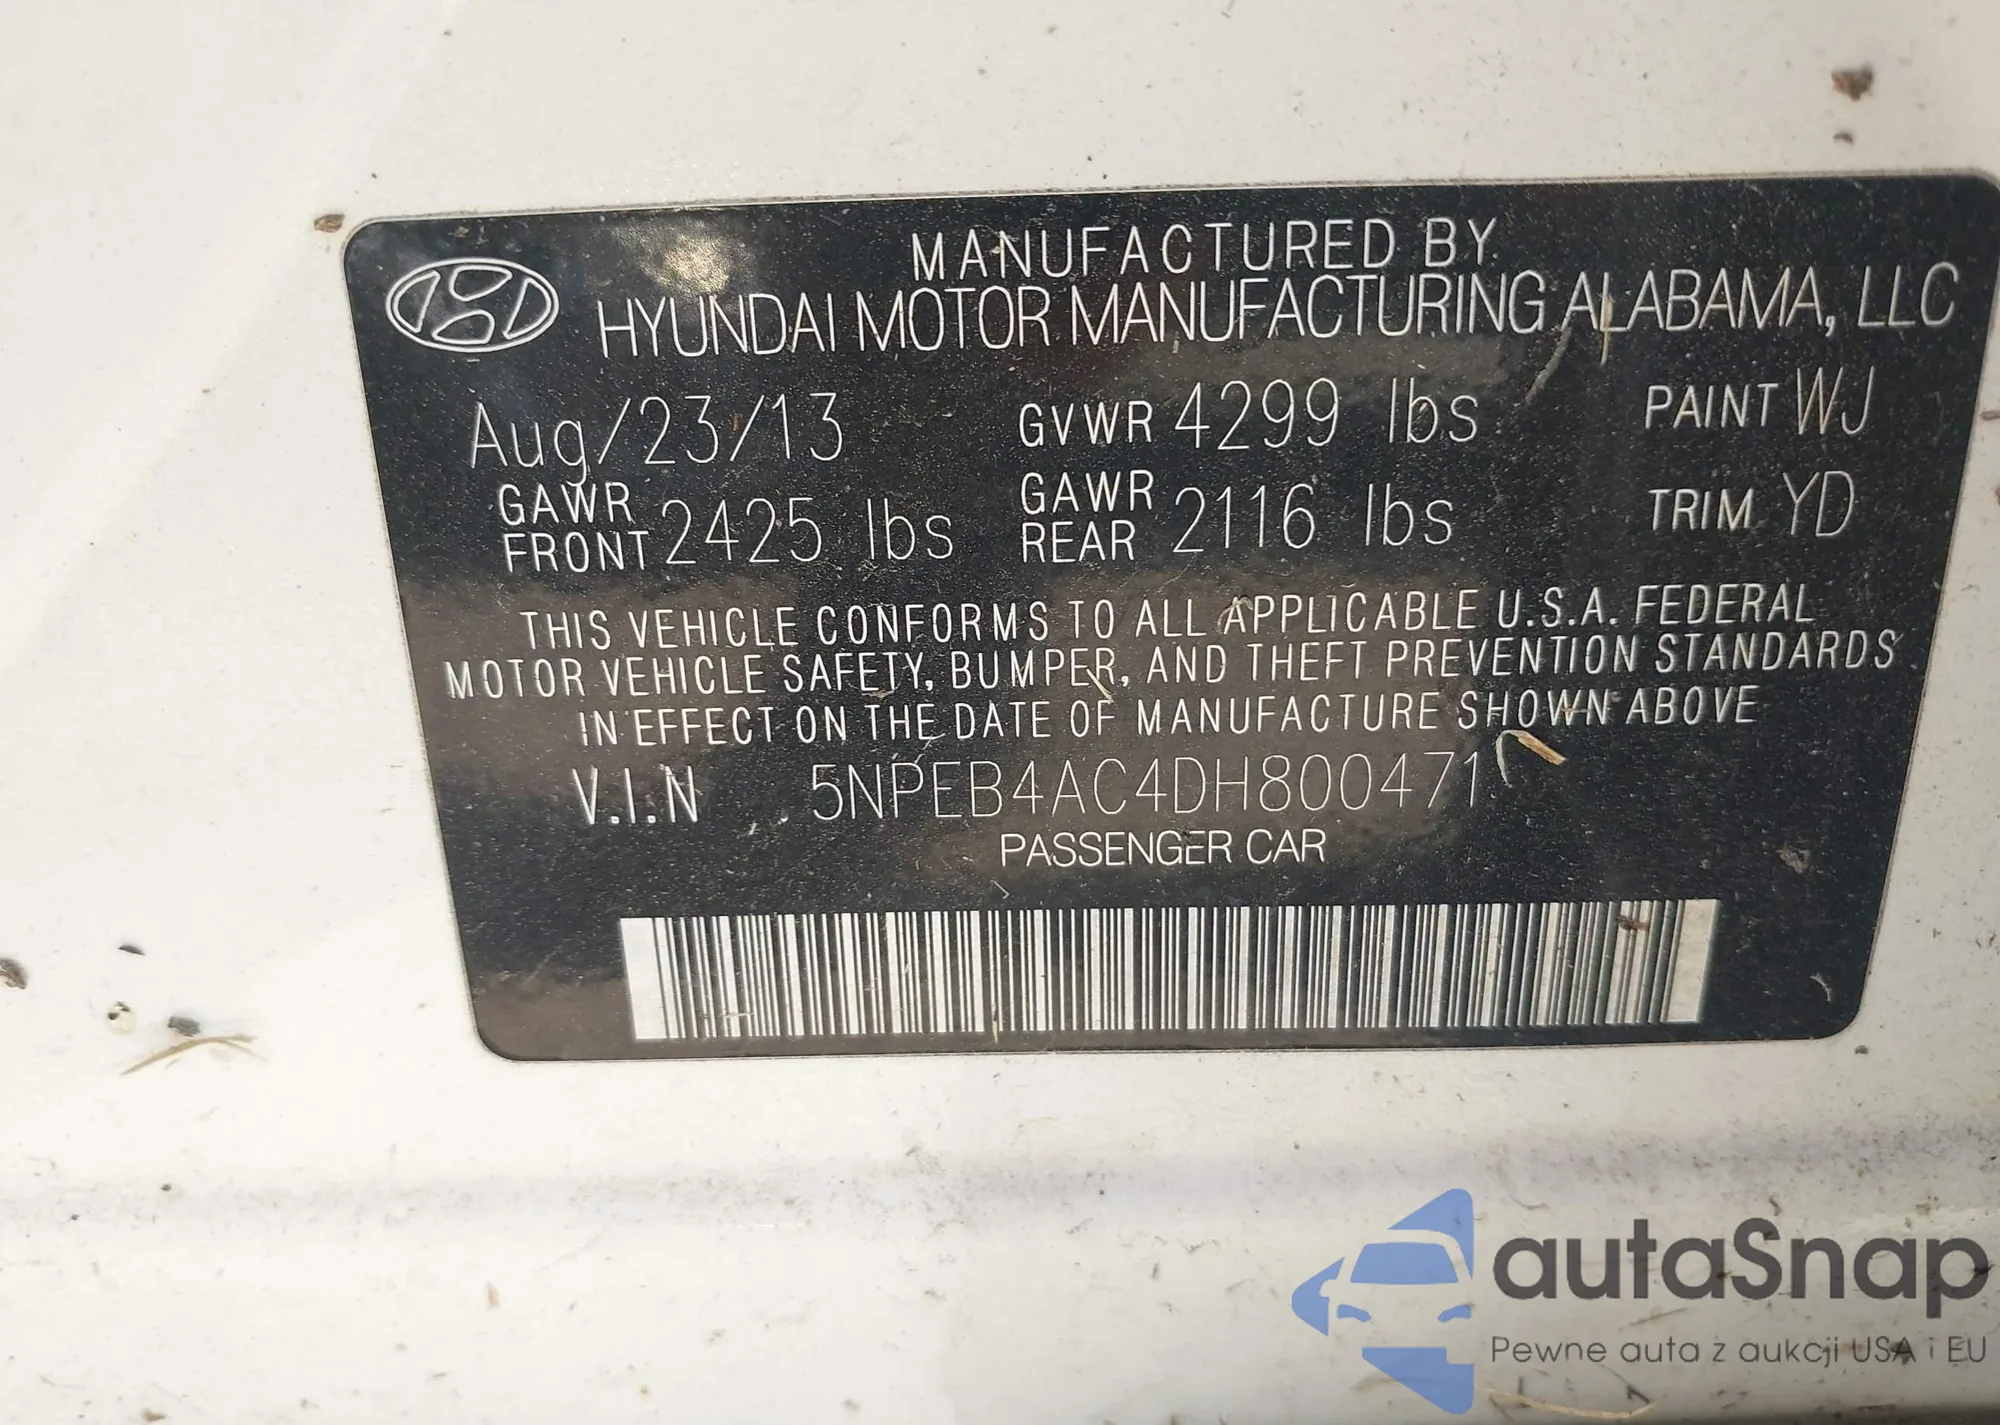 MANUFACTURED BY
HYUNDAI MOTOR MANUFACTURING ALABAMA, LLC
Aug/23/13 GVWR 4299 lbs PAINT WJ
GAWR FRONT 2425 lbs GAWR REAR 2116 lbs TRIM YD
THIS VEHICLE CONFORMS TO ALL APPLICABLE U.S.A. FEDERAL
MOTOR VEHICLE SAFETY, BUMPER, AND THEFT PREVENTION STANDARDS
IN EFFECT ON THE DATE OF MANUFACTURE SHOWN ABOVE
V.I.N 5NPEB4AC4DH800471
PASSENGER CAR
autaSnap
Pewne auta z aukcji USA i EU